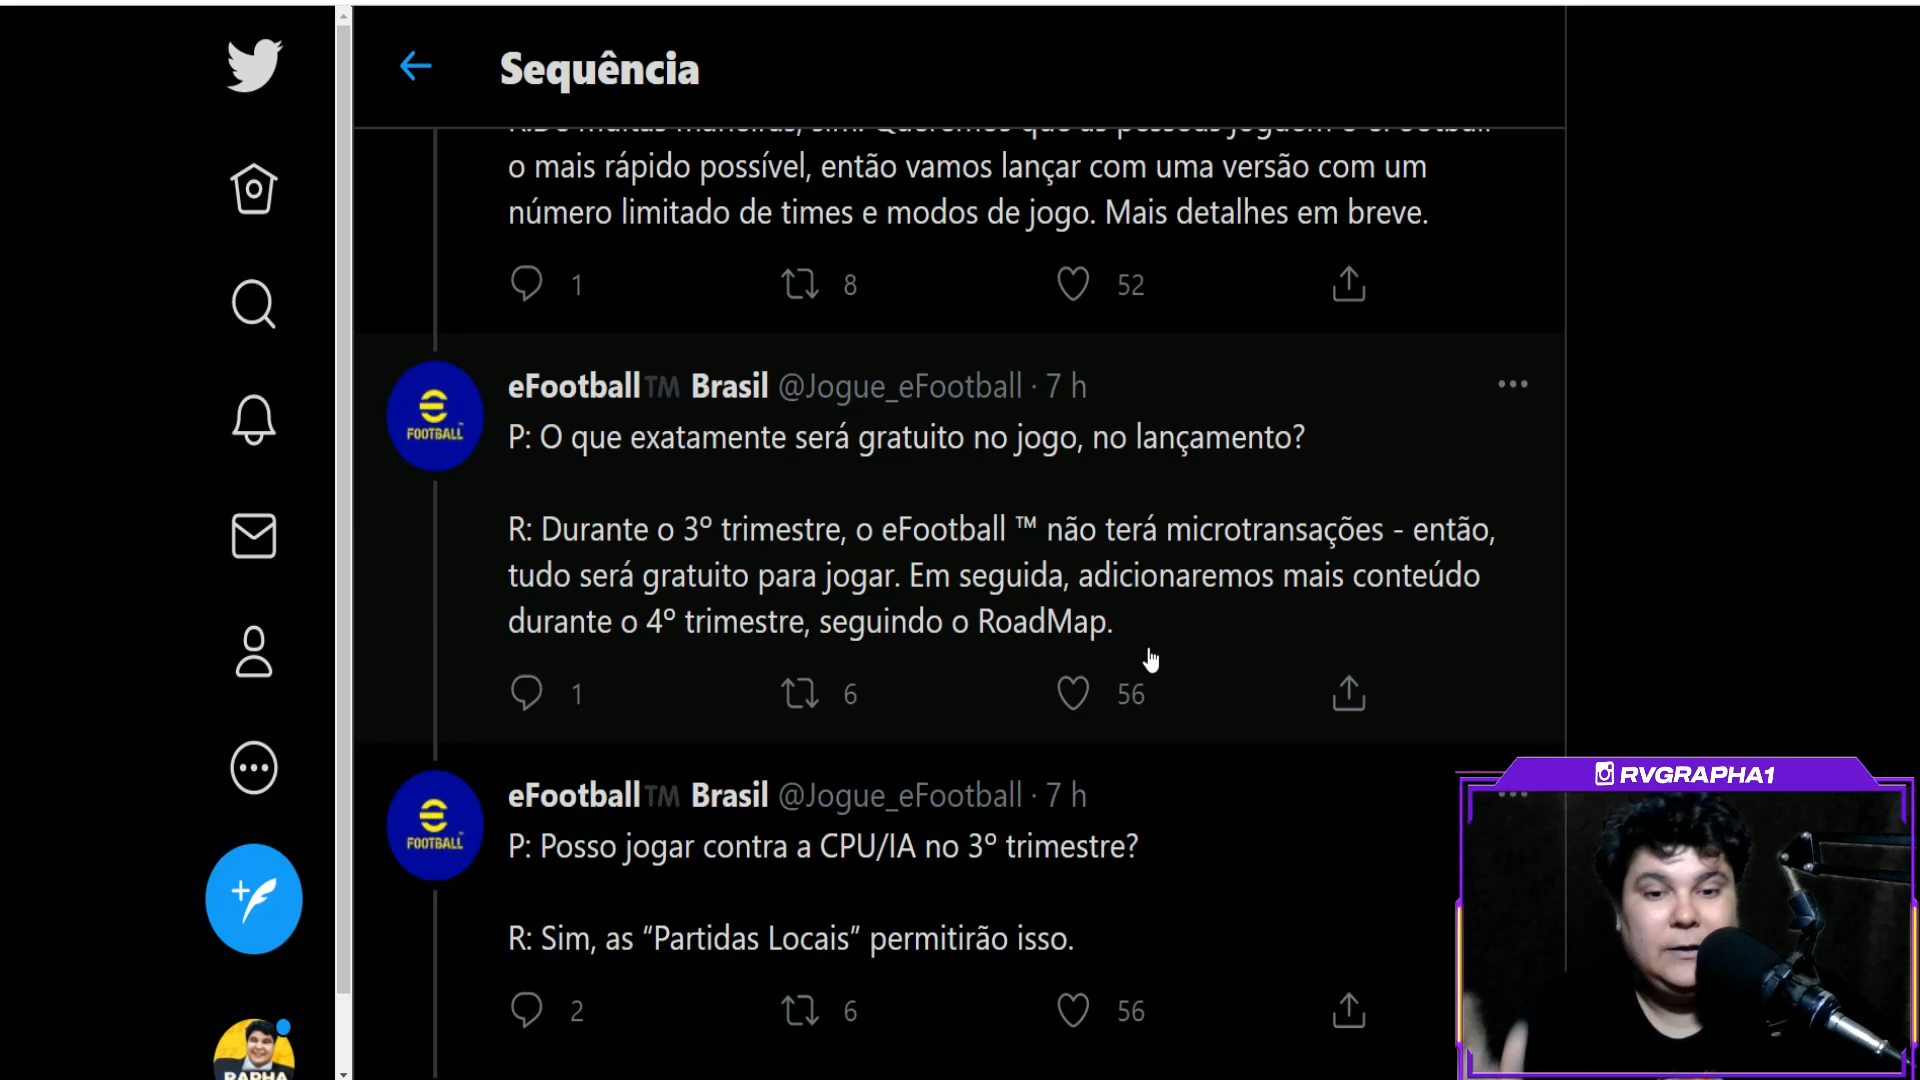 Sequência
o mais rápido possível, então vamos lançar com uma versão com um
número limitado de times e modos de jogo. Mais detalhes em breve.
1 8 52
eFootball™ Brasil @Jogue_eFootball · 7 h
P: O que exatamente será gratuito no jogo, no lançamento?
R: Durante o 3º trimestre, o eFootball ™ não terá microtransações - então,
tudo será gratuito para jogar. Em seguida, adicionaremos mais conteúdo
durante o 4º trimestre, seguindo o RoadMap.
1 6 56
eFootball™ Brasil @Jogue_eFootball · 7 h
P: Posso jogar contra a CPU/IA no 3º trimestre?
R: Sim, as “Partidas Locais” permitirão isso.
2 6 56
FOOTBALL
FOOTBALL
RVGRAPHA1
RAPHA